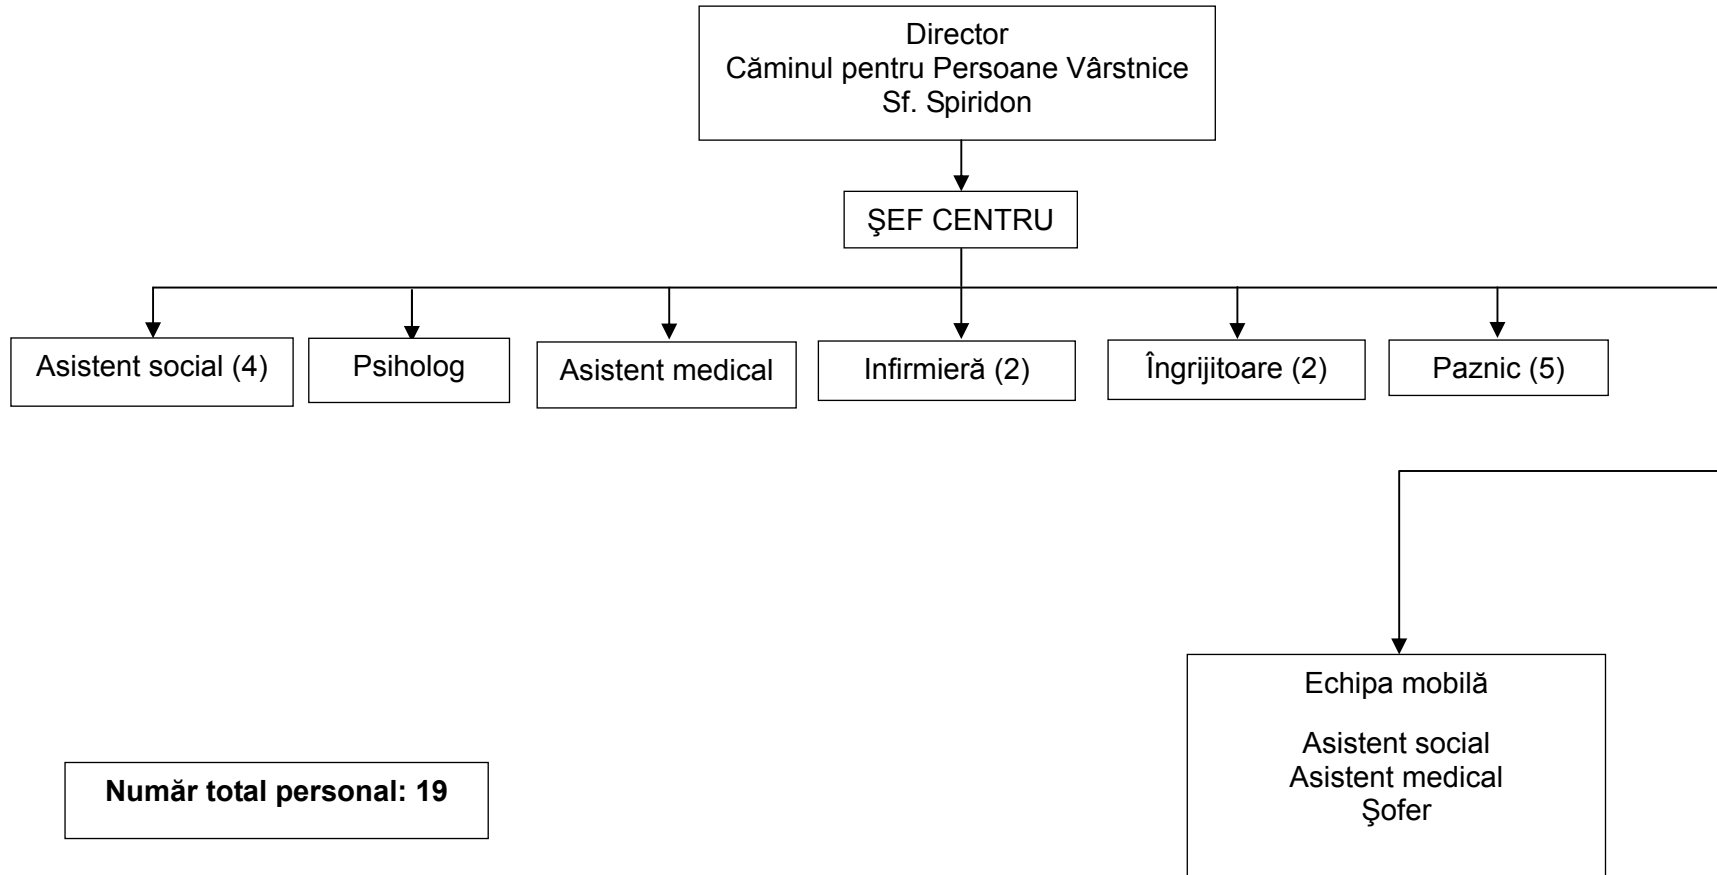 Director
Căminul pentru Persoane Vârstnice
Sf. Spiridon
ŞEF CENTRU
Asistent social (4)
Psiholog
Asistent medical
Infirmieră (2)
Îngrijitoare (2)
Paznic (5)
Echipa mobilă
Asistent social
Asistent medical
Şofer
Număr total personal: 19